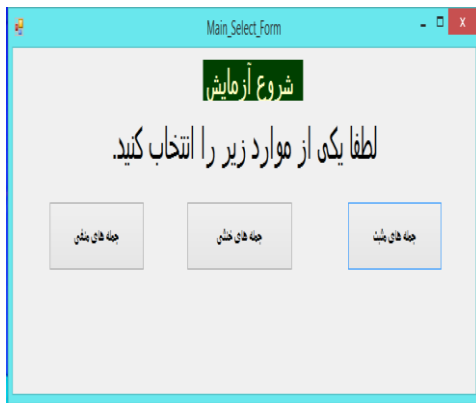 Main_Select_Form
شروع آزمایش
لطفا یکی از موارد زیر را انتخاب کنید.
جمله های مثبت
جمله های خنثی
جمله های منفی